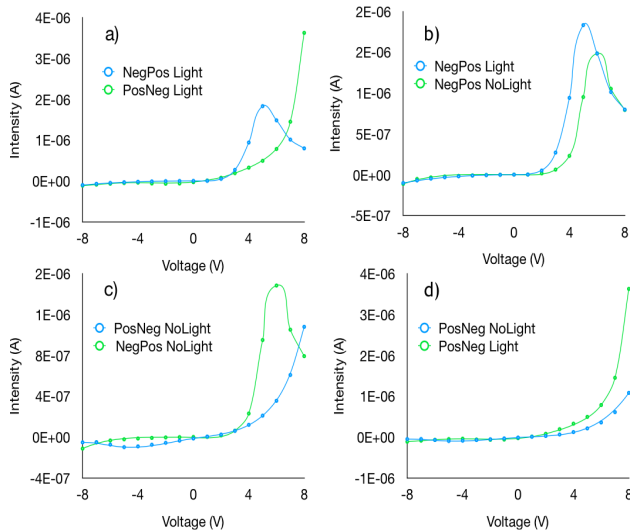 a)
NegPos Light
PosNeg Light
4E-06
3E-06
2E-06
1E-06
0E+00
-1E-06
Intensity (A)
-8
-4
0
4
8
Voltage (V)
b)
NegPos Light
NegPos NoLight
2E-06
2E-06
1E-06
5E-07
0E+00
-5E-07
Intensity (A)
-8
-4
0
4
8
Voltage (V)
c)
PosNeg NoLight
NegPos NoLight
2E-06
1E-06
8E-07
4E-07
0E+00
-4E-07
Intensity (A)
-8
-4
0
4
8
Voltage (V)
d)
PosNeg NoLight
PosNeg Light
4E-06
3E-06
2E-06
1E-06
0E+00
-1E-06
Intensity (A)
-8
-4
0
4
8
Voltage (V)